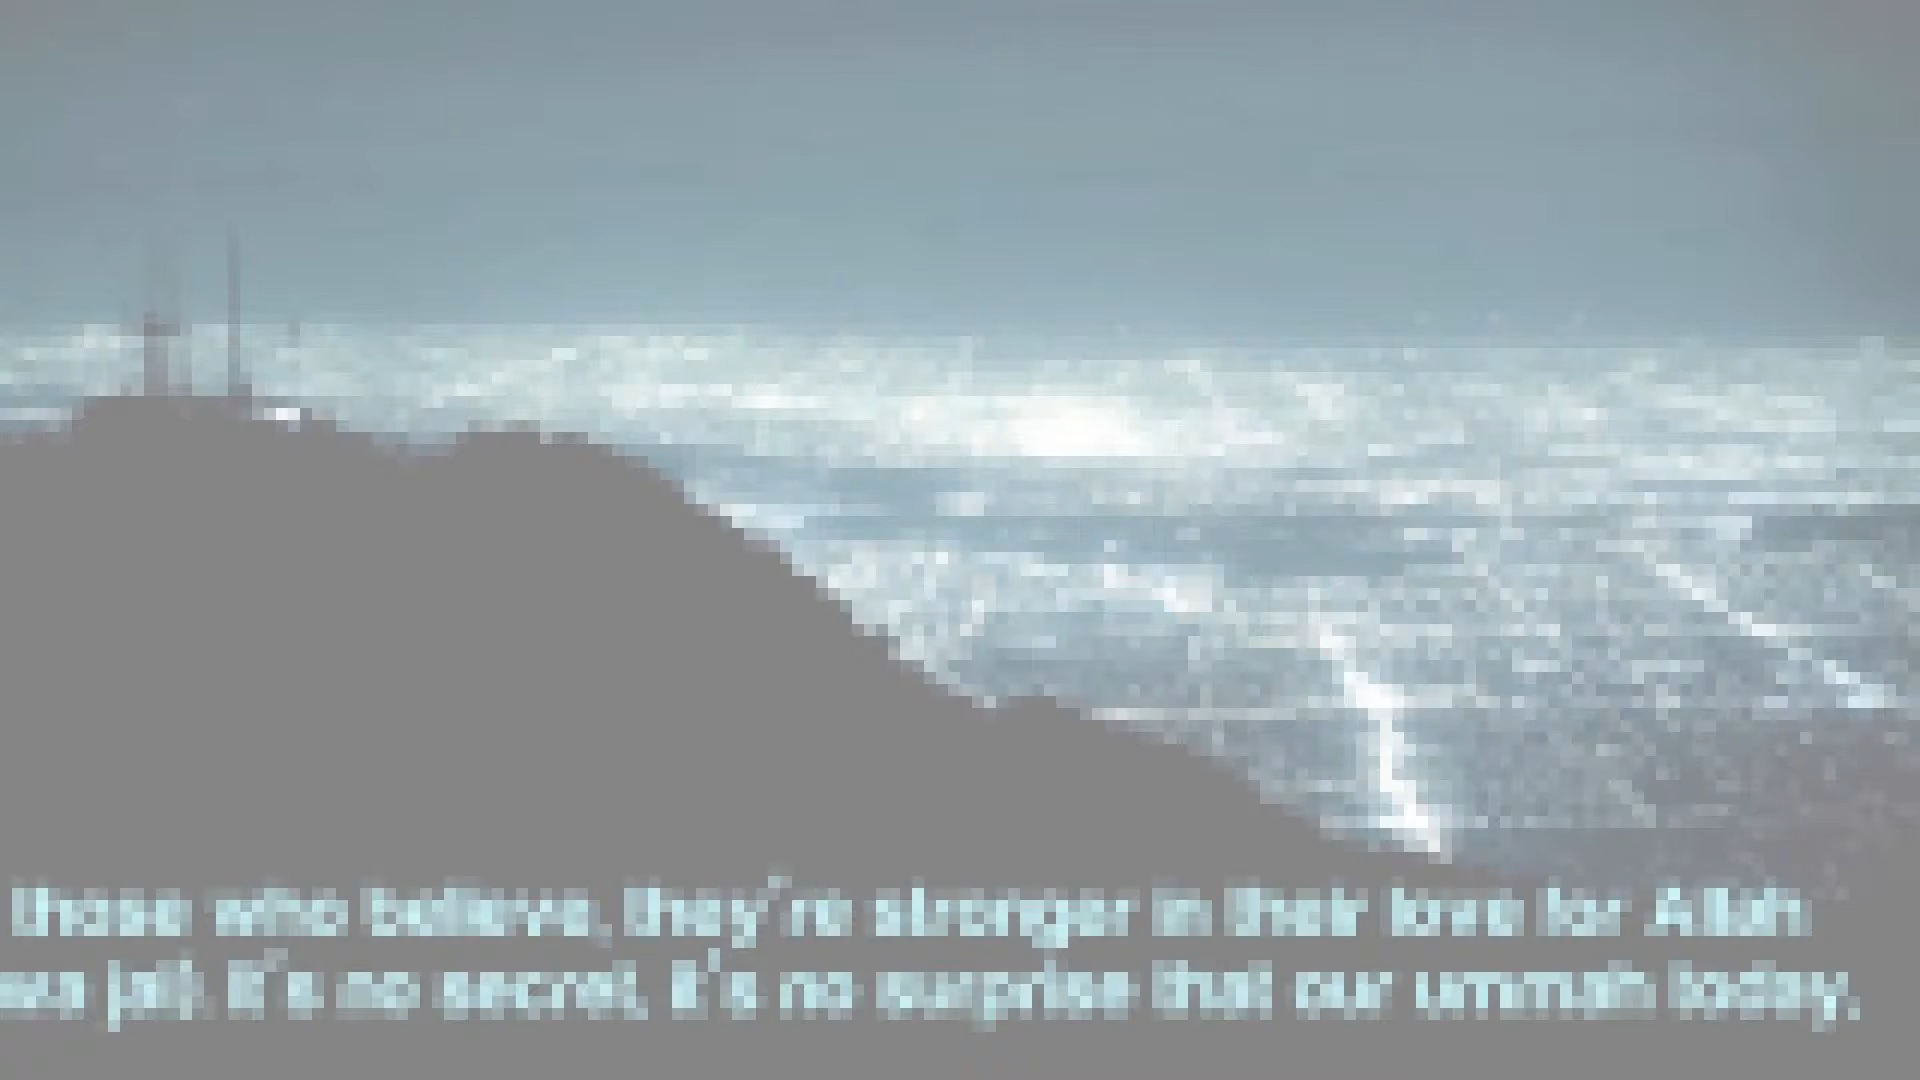 those who believe, they're stronger in their love for Allah
wa jal). It's no secret, it's no surprise that our ummah today,